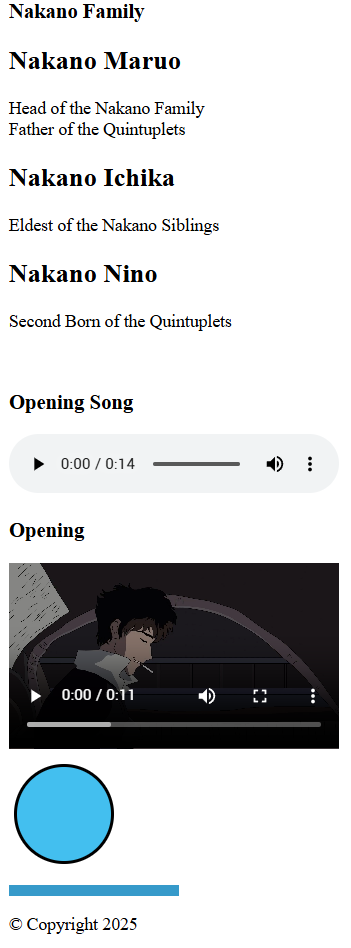 Nakano Family
Nakano Maruo
Head of the Nakano Family
Father of the Quintuplets
Nakano Ichika
Eldest of the Nakano Siblings
Nakano Nino
Second Born of the Quintuplets
Opening Song
0:00 / 0:14
Opening
0:00 / 0:11
© Copyright 2025